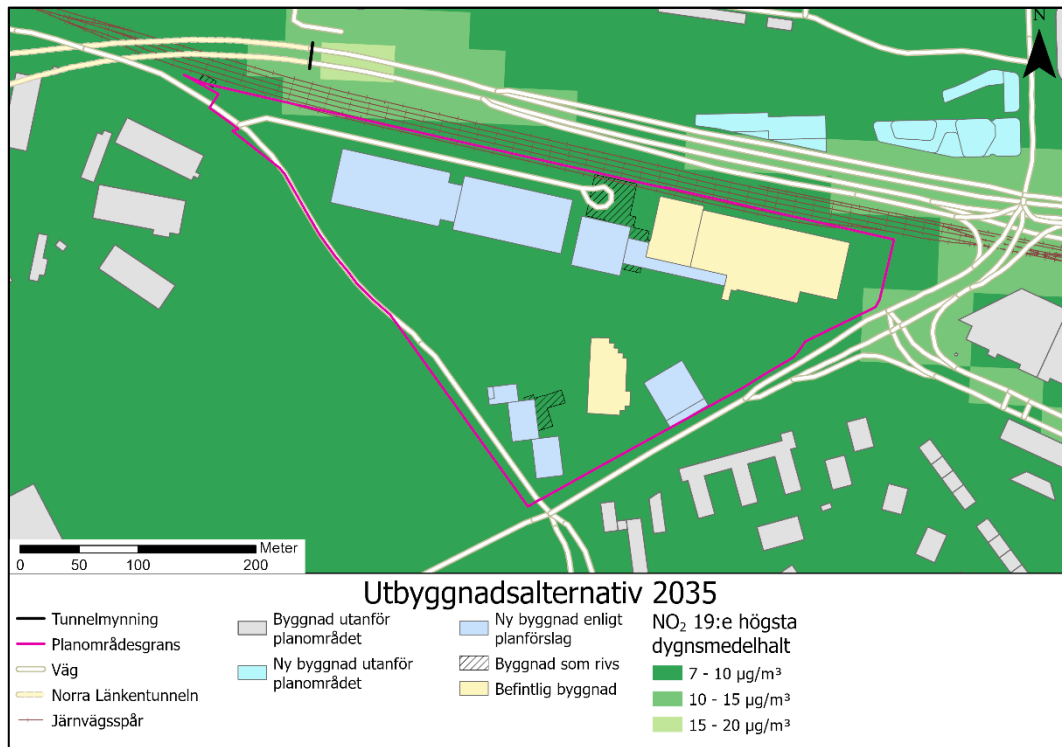 N
Meter
0 50 100 200
Utbyggnadsalternativ 2035
Tunnelmynning
Planområdesgrans
Väg
Norra Länkentunneln
Järnvägsspår
Byggnad utanför
planområdet
Ny byggnad utanför
planområdet
Ny byggnad enligt
planförslag
Byggnad som rivs
Befintlig byggnad
NO₂ 19:e högsta
dygnsmedelhalt
7 - 10 µg/m³
10 - 15 µg/m³
15 - 20 µg/m³